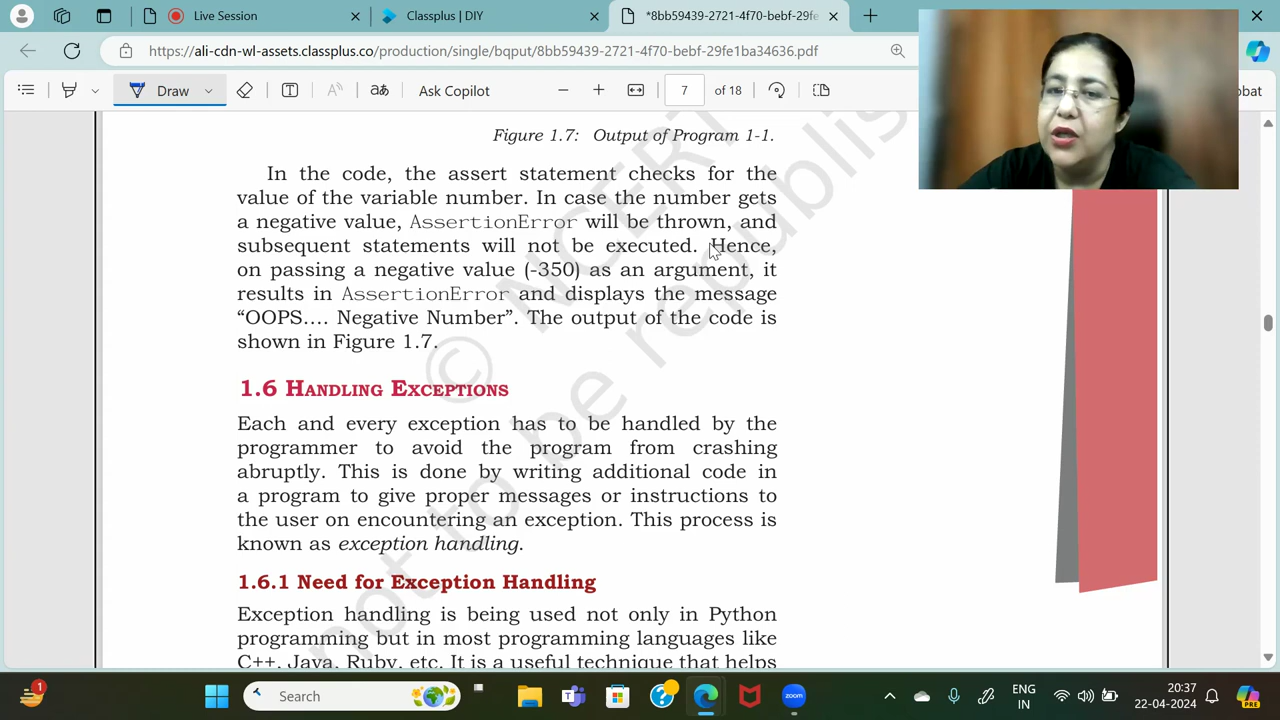 Live Session
Classplus | DIY
*8bb59439-2721-4f70-bebf-29fe
https://ali-cdn-wl-assets.classplus.co/production/single/bqput/8bb59439-2721-4f70-bebf-29fe1ba34636.pdf
Draw
Ask Copilot
7 of 18
Figure 1.7: Output of Program 1-1.
In the code, the assert statement checks for the
value of the variable number. In case the number gets
a negative value, AssertionError will be thrown, and
subsequent statements will not be executed. Hence,
on passing a negative value (-350) as an argument, it
results in AssertionError and displays the message
“OOPS.... Negative Number”. The output of the code is
shown in Figure 1.7.
1.6 HANDLING EXCEPTIONS
Each and every exception has to be handled by the
programmer to avoid the program from crashing
abruptly. This is done by writing additional code in
a program to give proper messages or instructions to
the user on encountering an exception. This process is
known as exception handling.
1.6.1 Need for Exception Handling
Exception handling is being used not only in Python
programming but in most programming languages like
C++, Java, Ruby, etc. It is a useful technique that helps
© NCERT
not to be republis
1
Search
ENG
IN
20:37
22-04-2024
PRE